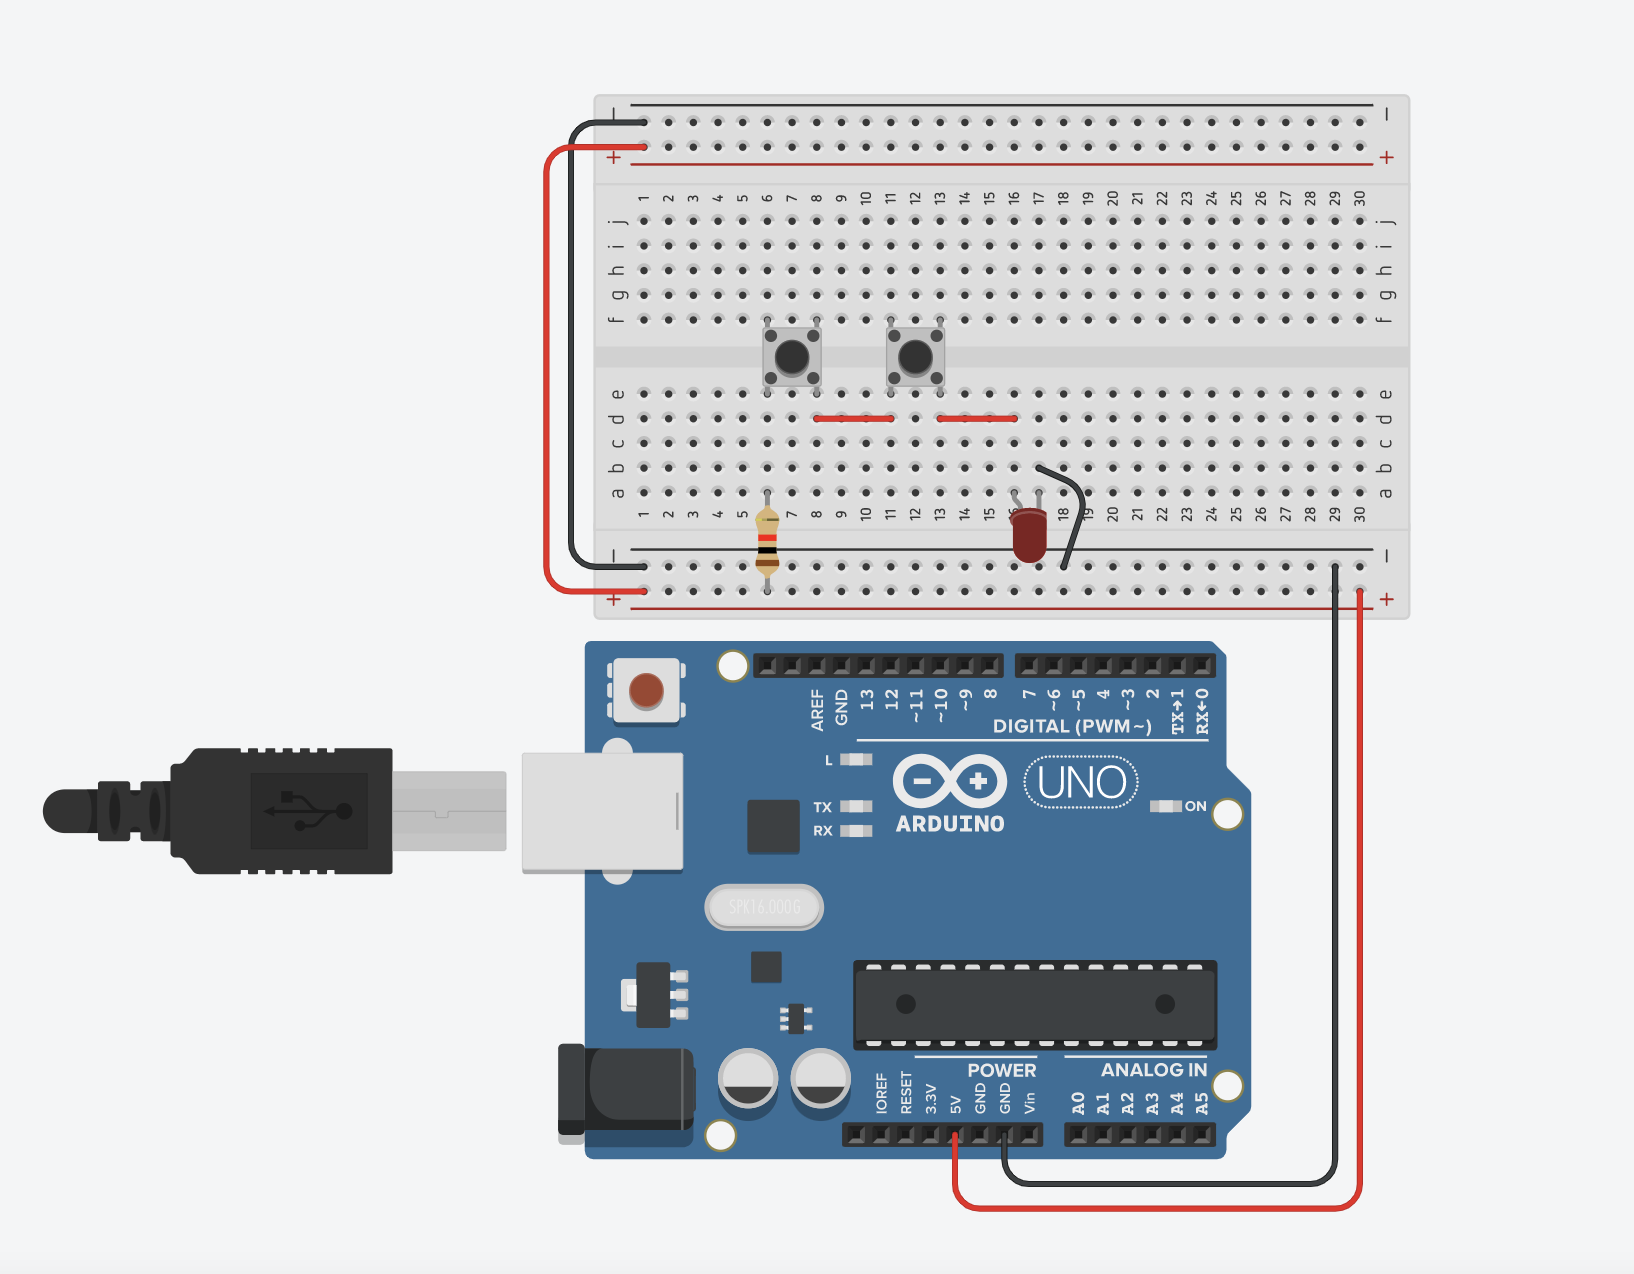 − −
+ +
1 2 3 4 5 6 7 8 9 10 11 12 13 14 15 16 17 18 19 20 21 22 23 24 25 26 27 28 29 30
j j
i i
h h
g g
f f
e e
d d
c c
b b
a a
1 2 3 4 5 7 8 9 10 11 12 13 14 15 17 18 19 20 21 22 23 24 25 26 27 28 29 30
− −
+ +
AREF GND 13 12 ~11 ~10 ~9 8 7 ~6 ~5 4 ~3 2 TX→1 RX←0
DIGITAL (PWM~)
L
TX
RX
UNO
ON
ARDUINO
SPK16.000G
POWER ANALOG IN
IOREF RESET 3.3V 5V GND GND Vin A0 A1 A2 A3 A4 A5